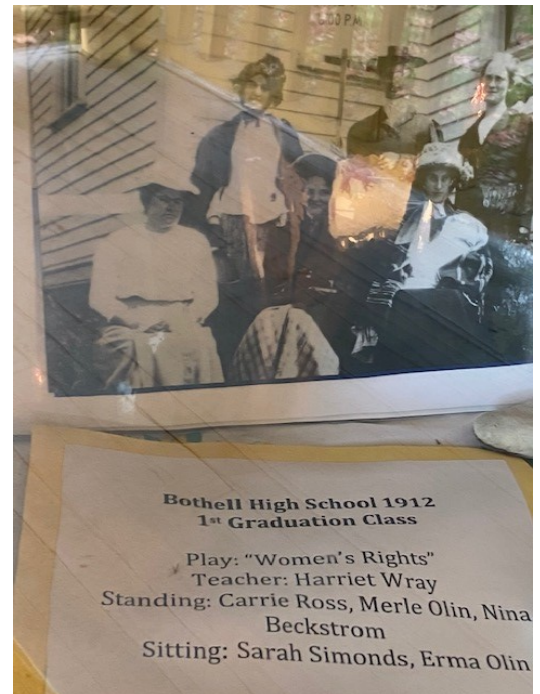 :00 P.M.
Bothell High School 1912
1st Graduation Class
Play: "Women's Rights"
Teacher: Harriet Wray
Standing: Carrie Ross, Merle Olin, Nina
Beckstrom
Sitting: Sarah Simonds, Erma Olin